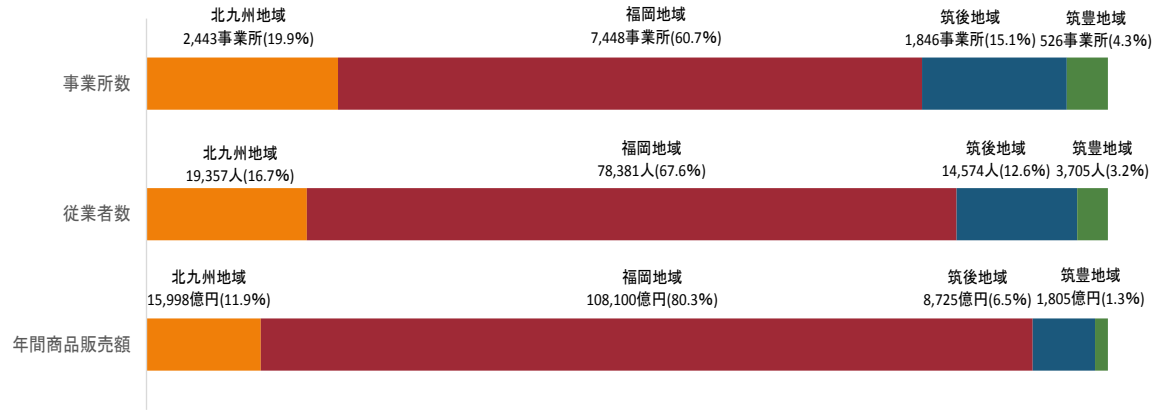 北九州地域
2,443事業所(19.9%)
福岡地域
7,448事業所(60.7%)
筑後地域
1,846事業所(15.1%)
筑豊地域
526事業所(4.3%)
事業所数
北九州地域
19,357人(16.7%)
福岡地域
78,381人(67.6%)
筑後地域
14,574人(12.6%)
筑豊地域
3,705人(3.2%)
従業者数
北九州地域
15,998億円(11.9%)
福岡地域
108,100億円(80.3%)
筑後地域
8,725億円(6.5%)
筑豊地域
1,805億円(1.3%)
年間商品販売額